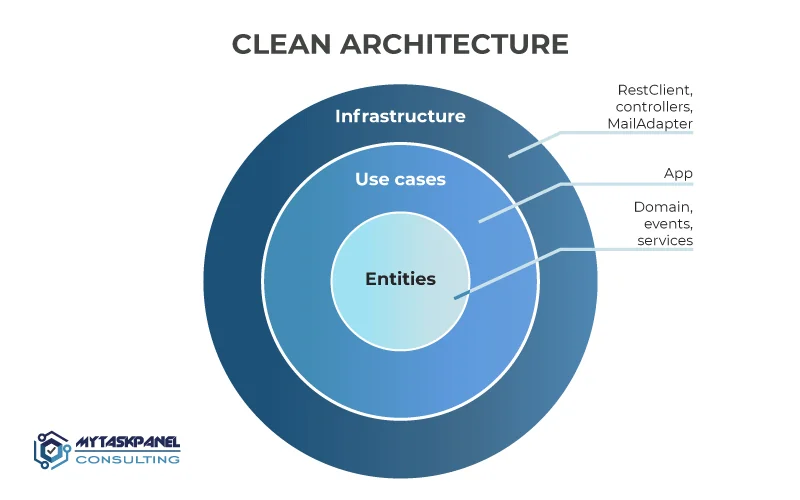 CLEAN ARCHITECTURE
Infrastructure
Use cases
Entities
RestClient,
controllers,
MailAdapter
App
Domain,
events,
services
MYTASKPANEL
CONSULTING